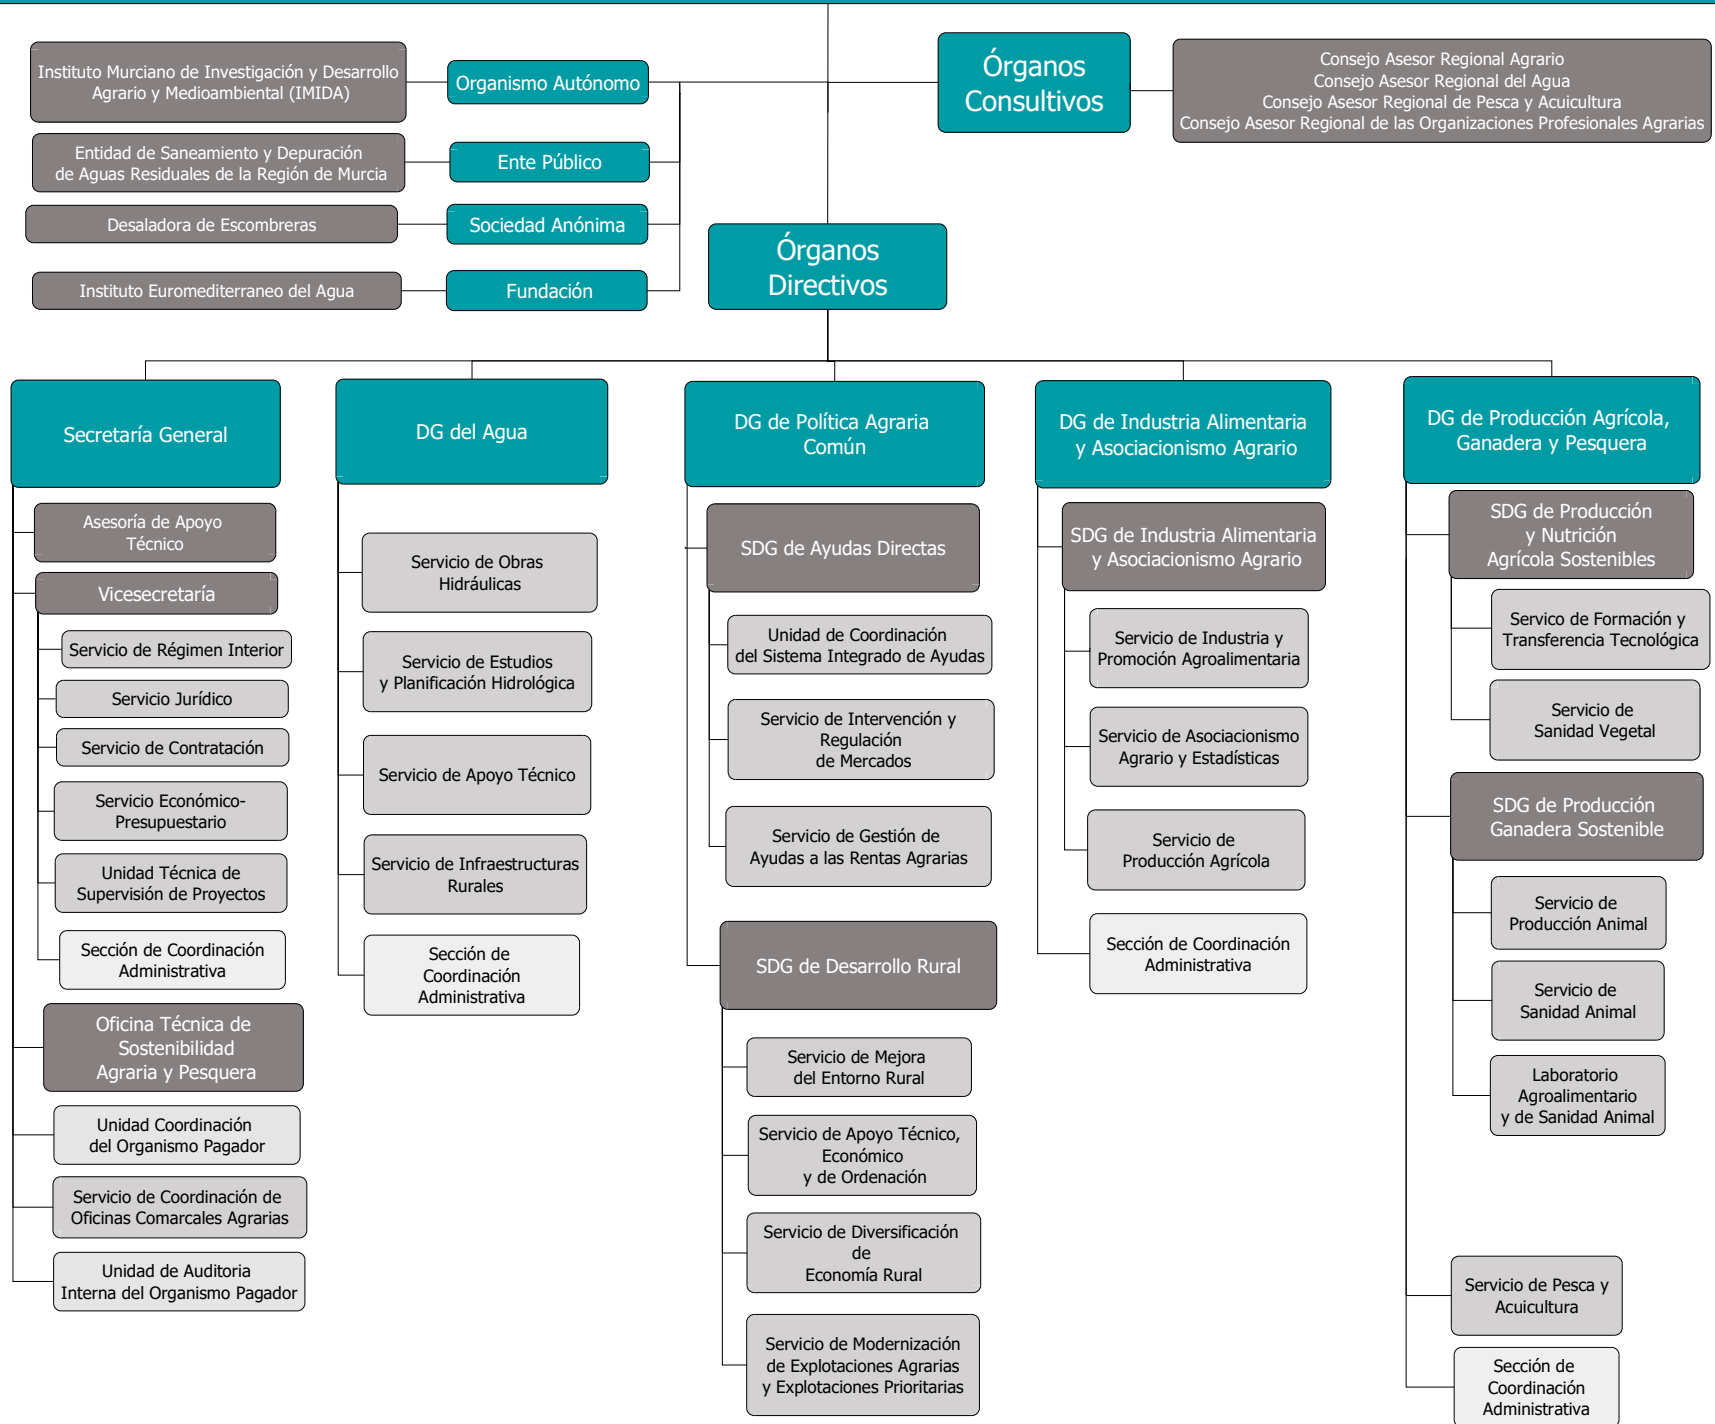 Instituto Murciano de Investigación y Desarrollo
Agrario y Medioambiental (IMIDA)
Organismo Autónomo
Entidad de Saneamiento y Depuración
de Aguas Residuales de la Región de Murcia
Ente Público
Desaladora de Escombreras
Sociedad Anónima
Instituto Euromediterraneo del Agua
Fundación
Órganos
Consultivos
Consejo Asesor Regional Agrario
Consejo Asesor Regional del Agua
Consejo Asesor Regional de Pesca y Acuicultura
Consejo Asesor Regional de las Organizaciones Profesionales Agrarias
Órganos
Directivos
Secretaría General
Asesoría de Apoyo
Técnico
Vicesecretaría
Servicio de Régimen Interior
Servicio Jurídico
Servicio de Contratación
Servicio Económico-
Presupuestario
Unidad Técnica de
Supervisión de Proyectos
Sección de Coordinación
Administrativa
Oficina Técnica de
Sostenibilidad
Agraria y Pesquera
Unidad Coordinación
del Organismo Pagador
Servicio de Coordinación de
Oficinas Comarcales Agrarias
Unidad de Auditoria
Interna del Organismo Pagador
DG del Agua
Servicio de Obras
Hidráulicas
Servicio de Estudios
y Planificación Hidrológica
Servicio de Apoyo Técnico
Servicio de Infraestructuras
Rurales
Sección de
Coordinación
Administrativa
DG de Política Agraria
Común
SDG de Ayudas Directas
Unidad de Coordinación
del Sistema Integrado de Ayudas
Servicio de Intervención y
Regulación
de Mercados
Servicio de Gestión de
Ayudas a las Rentas Agrarias
SDG de Desarrollo Rural
Servicio de Mejora
del Entorno Rural
Servicio de Apoyo Técnico,
Económico
y de Ordenación
Servicio de Diversificación
de
Economía Rural
Servicio de Modernización
de Explotaciones Agrarias
y Explotaciones Prioritarias
DG de Industria Alimentaria
y Asociacionismo Agrario
SDG de Industria Alimentaria
y Asociacionismo Agrario
Servicio de Industria y
Promoción Agroalimentaria
Servicio de Asociacionismo
Agrario y Estadísticas
Servicio de
Producción Agrícola
Sección de Coordinación
Administrativa
DG de Producción Agrícola,
Ganadera y Pesquera
SDG de Producción
y Nutrición
Agrícola Sostenibles
Servico de Formación y
Transferencia Tecnológica
Servicio de
Sanidad Vegetal
SDG de Producción
Ganadera Sostenible
Servicio de
Producción Animal
Servicio de
Sanidad Animal
Laboratorio
Agroalimentario
y de Sanidad Animal
Servicio de Pesca y
Acuicultura
Sección de
Coordinación
Administrativa